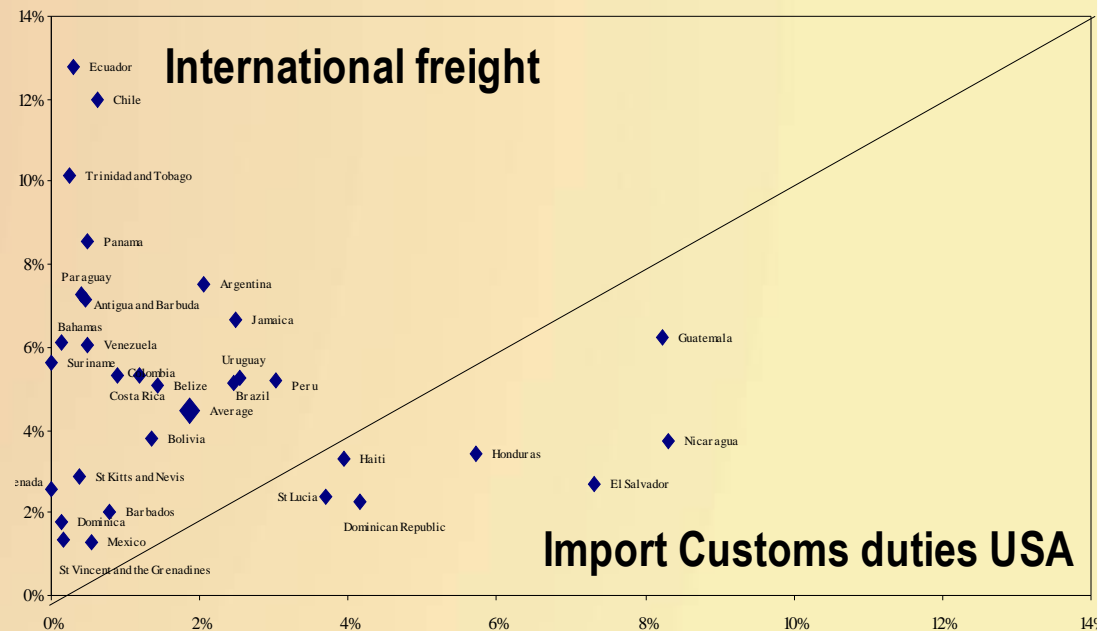 14%
International freight
Ecuador
12%
Chile
10%
Trinidad and Tobago
Panama
8%
Paraguay
Argentina
Antigua and Barbuda
Jamaica
Bahamas
Guatemala
Venezuela
6%
Suriname
Uruguay
Colombia
Belize
Peru
Costa Rica
Brazil
Average
4%
Bolivia
Nicaragua
Haiti
Honduras
St Kitts and Nevis
enada
El Salvador
St Lucia
2%
Barbados
Dominica
Dominican Republic
Mexico
Import Customs duties USA
St Vincent and the Grenadines
0%
0%
2%
4%
6%
8%
10%
12%
14%